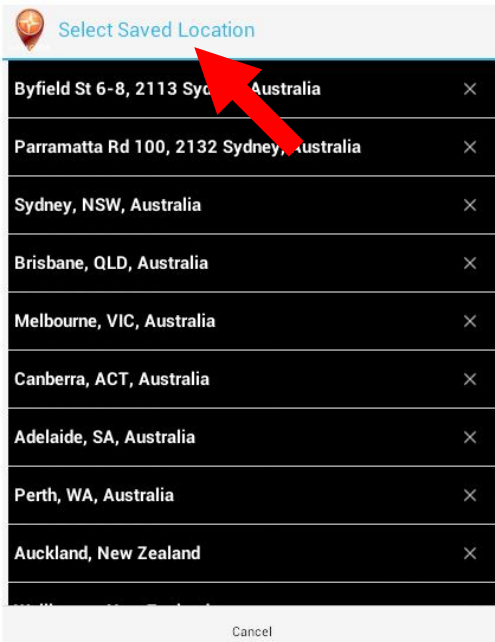 Select Saved Location
Byfield St 6-8, 2113 Syd Australia
Parramatta Rd 100, 2132 Sydney, Australia
Sydney, NSW, Australia
Brisbane, QLD, Australia
Melbourne, VIC, Australia
Canberra, ACT, Australia
Adelaide, SA, Australia
Perth, WA, Australia
Auckland, New Zealand
Cancel